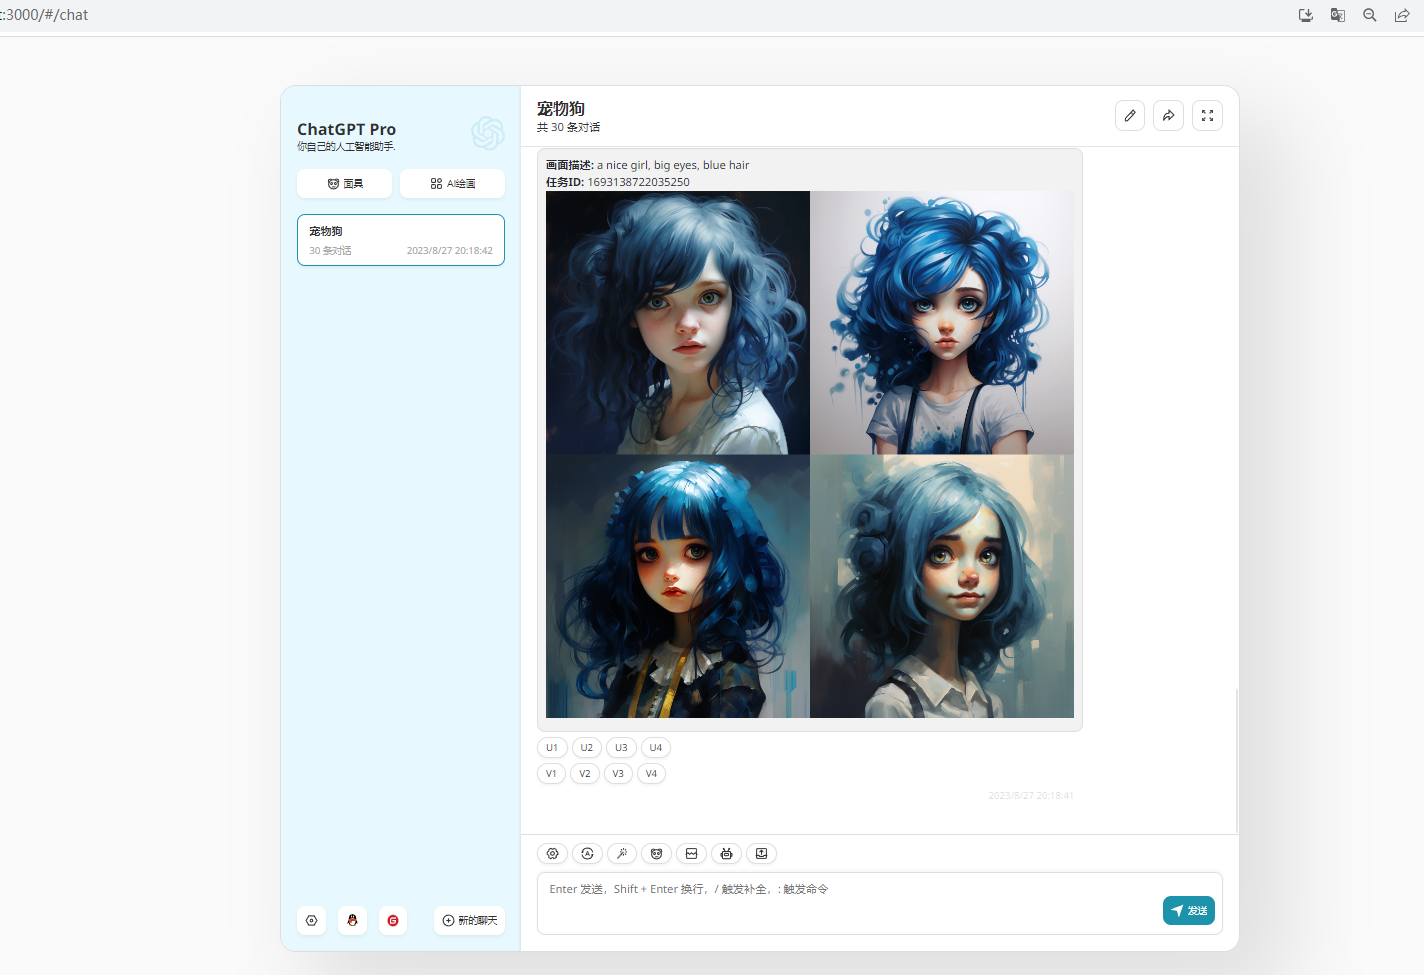 :3000/#/chat
ChatGPT Pro
你自己的人工智能助手.
面具
AI绘画
宠物狗
30 条对话
2023/8/27 20:18:42
新的聊天
宠物狗
共 30 条对话
画面描述: a nice girl, big eyes, blue hair
任务ID: 1693138722035250
U1 U2 U3 U4
V1 V2 V3 V4
2023/8/27 20:18:41
Enter 发送，Shift + Enter 换行，/ 触发补全，: 触发命令
发送